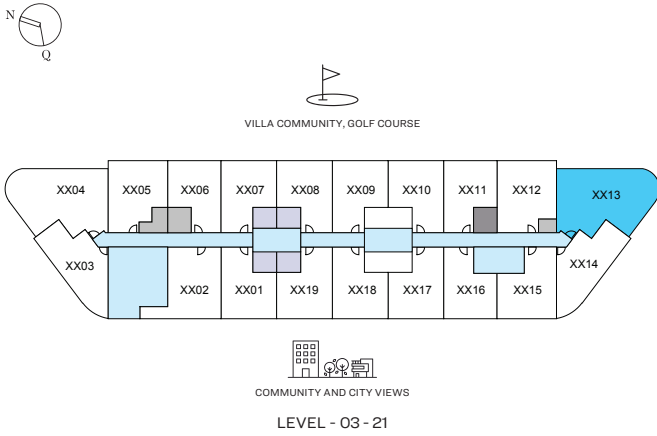 N
Q
VILLA COMMUNITY, GOLF COURSE
XX04 XX05 XX06 XX07 XX08 XX09 XX10 XX11 XX12 XX13
XX03 XX02 XX01 XX19 XX18 XX17 XX16 XX15 XX14
COMMUNITY AND CITY VIEWS
LEVEL - 03 - 21